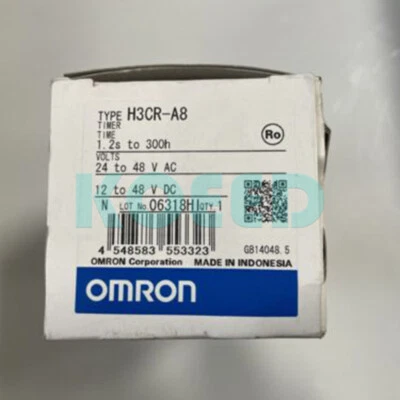 TYPE H3CR-A8
TIMER
TIME
1.2s to 300h
Ro
VOLTS
24 to 48 V AC
12 to 48 V DC
N LOT No. 06318H QTY. 1
4 548583 553323
GB14048.5
OMRON Corporation MADE IN INDONESIA
OMRON